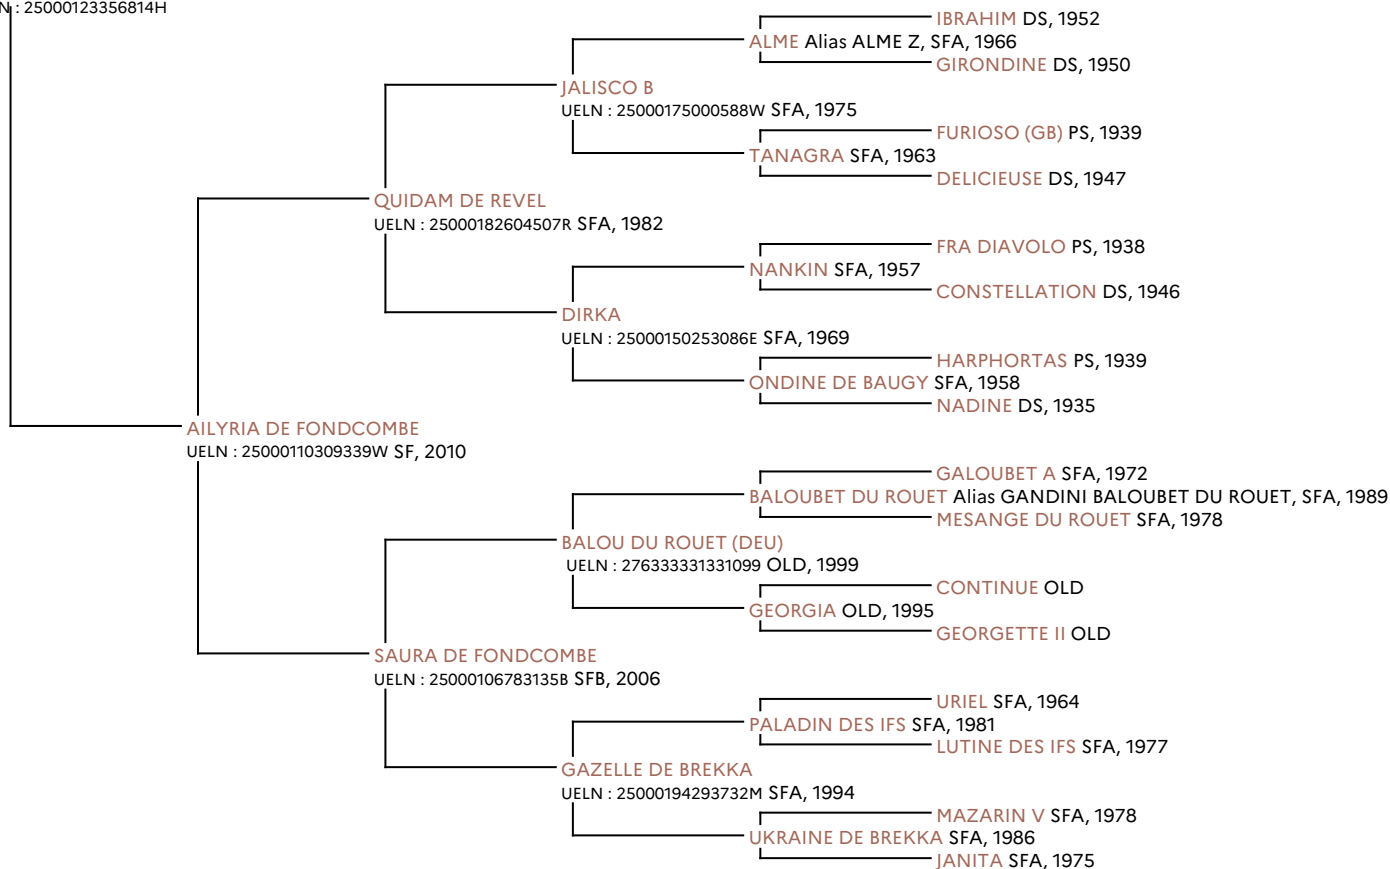 N : 25000123356814H
IBRAHIM DS, 1952
ALME Alias ALME Z, SFA, 1966
GIRONDINE DS, 1950
JALISCO B
UELN : 25000175000588W SFA, 1975
FURIOSO (GB) PS, 1939
TANAGRA SFA, 1963
DELICIEUSE DS, 1947
QUIDAM DE REVEL
UELN : 25000182604507R SFA, 1982
FRA DIAVOLO PS, 1938
NANKIN SFA, 1957
CONSTELLATION DS, 1946
DIRKA
UELN : 25000150253086E SFA, 1969
HARPHORTAS PS, 1939
ONDINE DE BAUGY SFA, 1958
NADINE DS, 1935
AILYRIA DE FONDCOMBE
UELN : 25000110309339W SF, 2010
GALOUBET A SFA, 1972
BALOUBET DU ROUET Alias GANDINI BALOUBET DU ROUET, SFA, 1989
MESANGE DU ROUET SFA, 1978
BALOU DU ROUET (DEU)
UELN : 276333331331099 OLD, 1999
CONTINUE OLD
GEORGIA OLD, 1995
GEORGETTE II OLD
SAURA DE FONDCOMBE
UELN : 25000106783135B SFB, 2006
URIEL SFA, 1964
PALADIN DES IFS SFA, 1981
LUTINE DES IFS SFA, 1977
GAZELLE DE BREKKA
UELN : 25000194293732M SFA, 1994
MAZARIN V SFA, 1978
UKRAINE DE BREKKA SFA, 1986
JANITA SFA, 1975